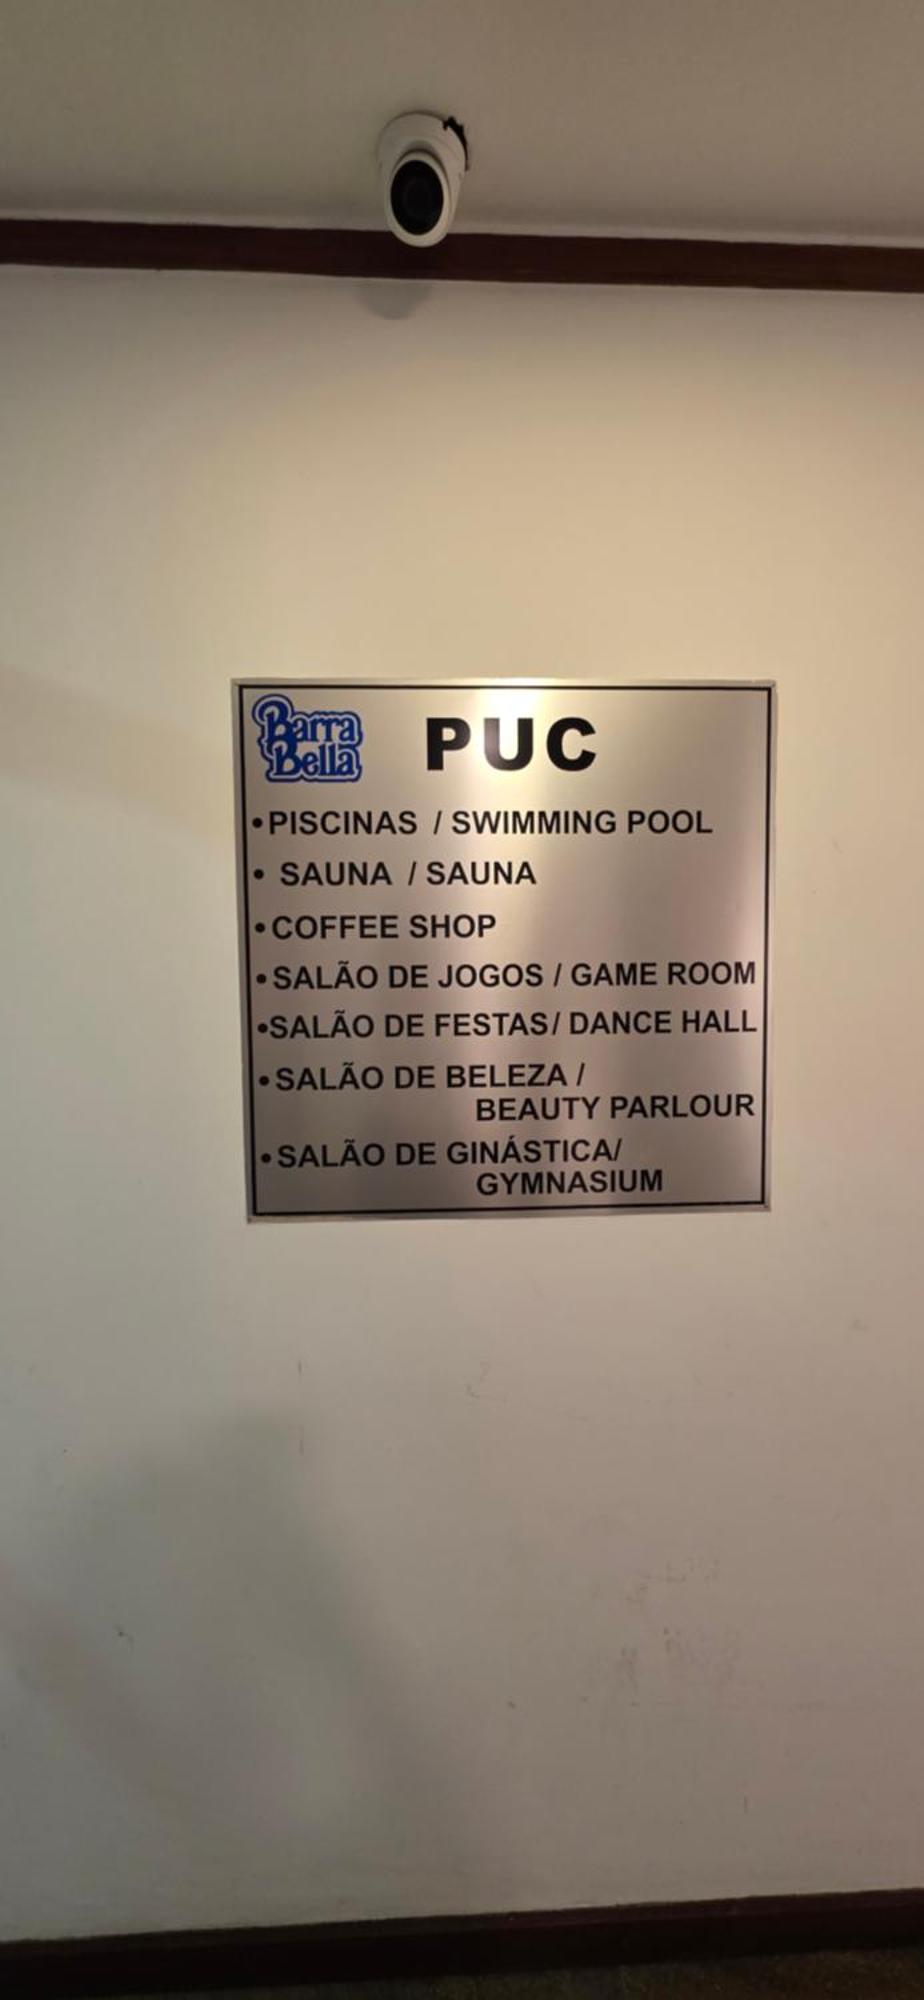 Barra
Bella
PUC
•PISCINAS / SWIMMING POOL
• SAUNA / SAUNA
•COFFEE SHOP
•SALÃO DE JOGOS / GAME ROOM
•SALÃO DE FESTAS/ DANCE HALL
•SALÃO DE BELEZA /
BEAUTY PARLOUR
•SALÃO DE GINÁSTICA/
GYMNASIUM